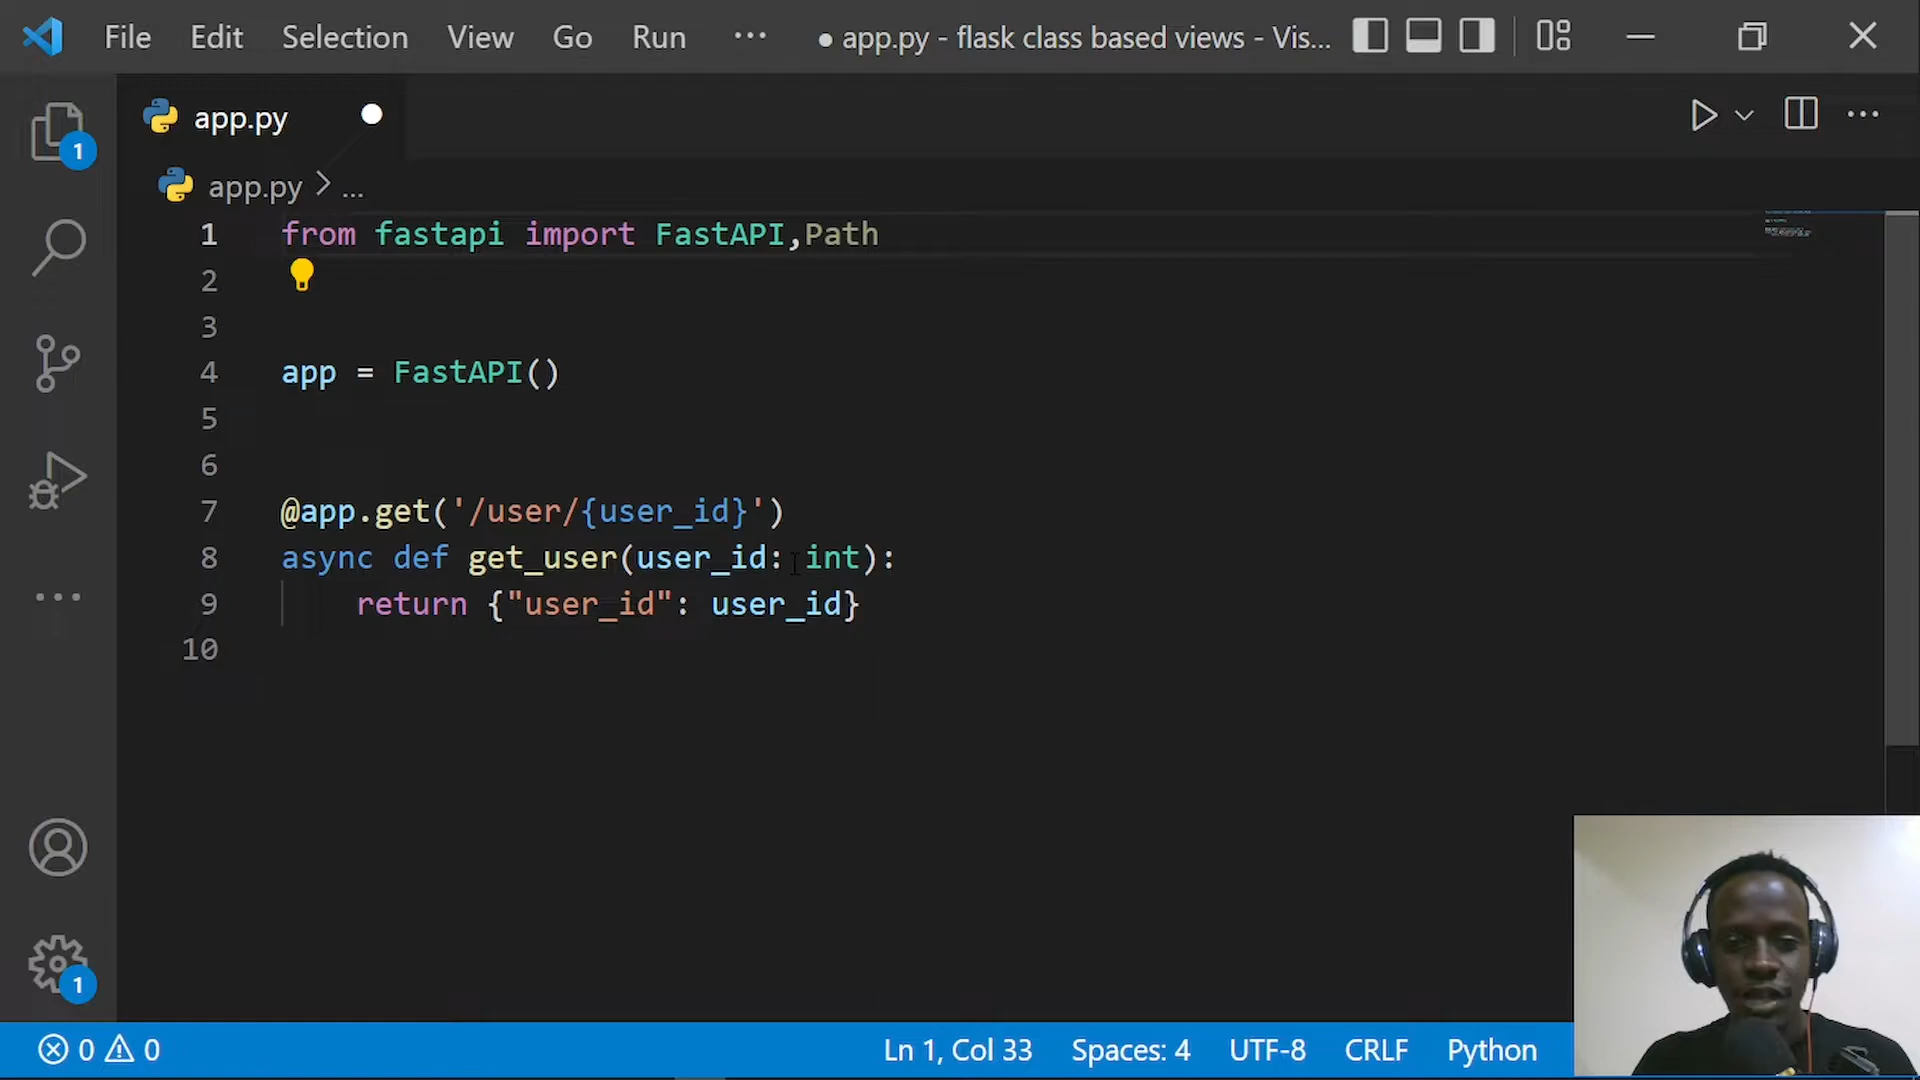 File Edit Selection View Go Run ... ● app.py - flask class based views - Vis...
app.py
1
app.py > ...
1 from fastapi import FastAPI,Path
2
3
4 app = FastAPI()
5
6
7 @app.get('/user/{user_id}')
8 async def get_user(user_id: int):
9 return {"user_id": user_id}
10
1
0 0 Ln 1, Col 33 Spaces: 4 UTF-8 CRLF Python